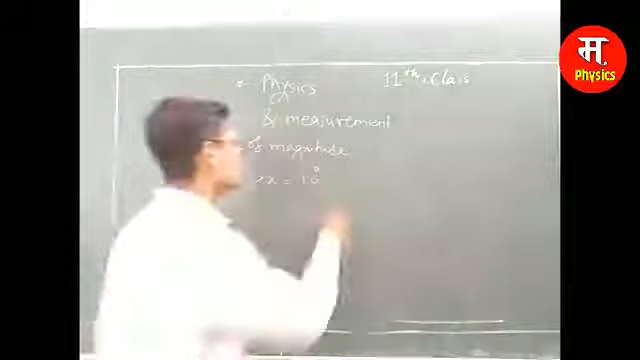 Physics 11th Class
& measurement
of magnitude
x = 10
म.
Physics